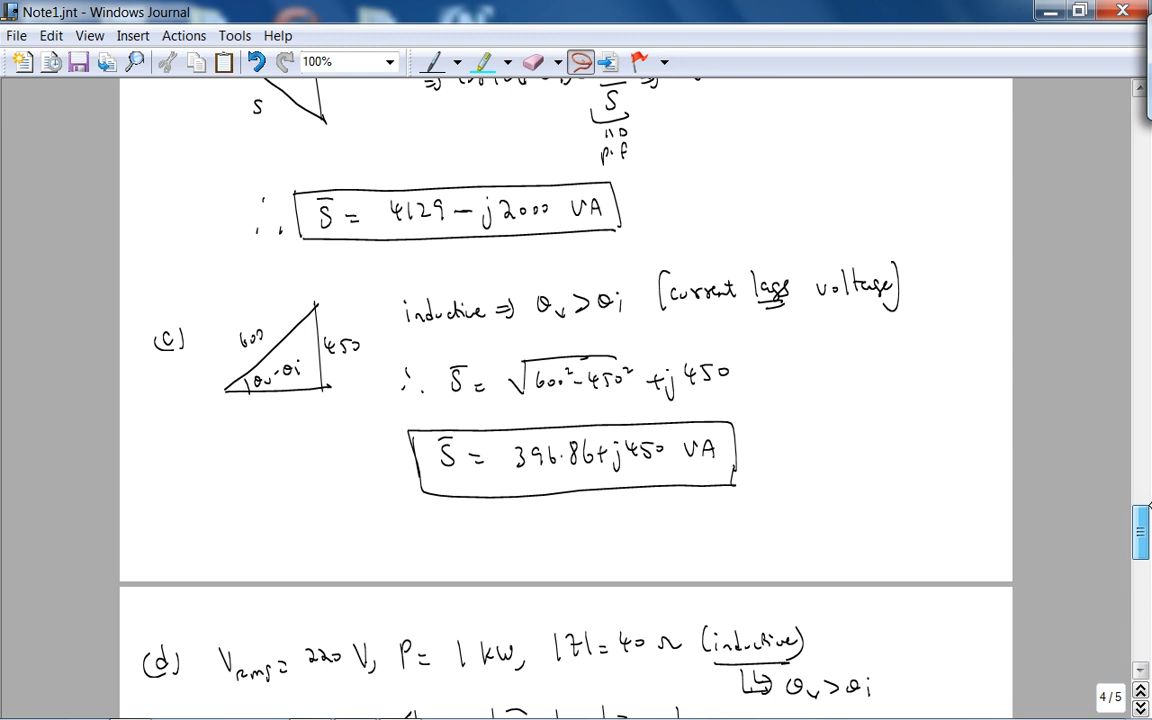 Note1.jnt - Windows Journal
File Edit View Insert Actions Tools Help
100%
S
S̄
p.f
∴ S̄ = 4129 - j2000 VA
(c) 600 450 θv-θi
inductive ⇒ θv > θi (current lags voltage)
∴ S̄ = √600²-450² + j450
S̄ = 396.86+j450 VA
(d) Vrms = 220 V, P = 1 kW, |Z| = 40 Ω (inductive)
↳ θv > θi
4/5